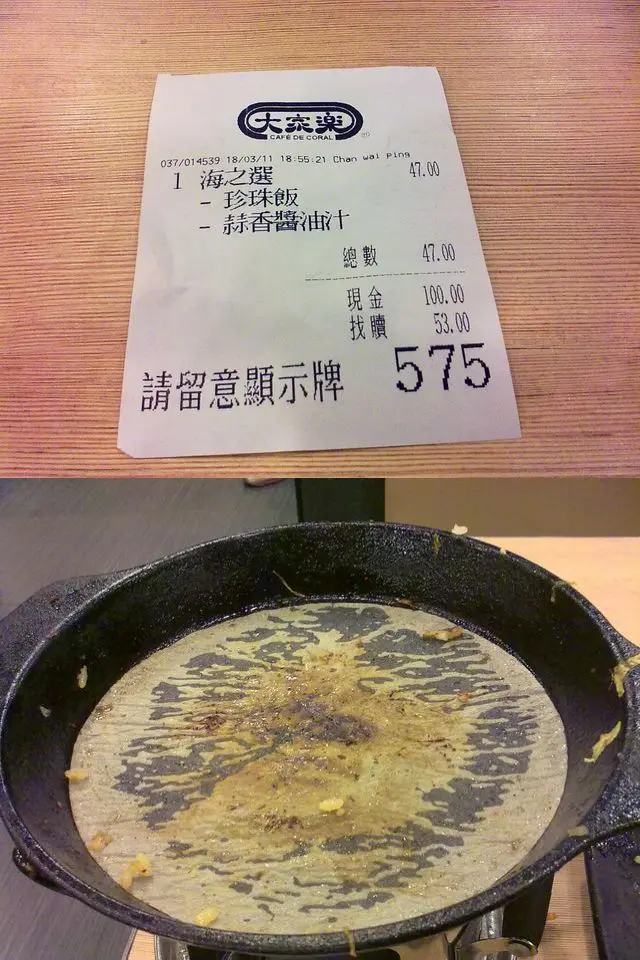 大家樂
CAFÉ DE CORAL
037/014539 18/03/11 18:55:21 Chan wai ping
1 海之選 47.00
- 珍珠飯
- 蒜香醬油汁
總數 47.00
現金 100.00
找贖 53.00
請留意顯示牌 575